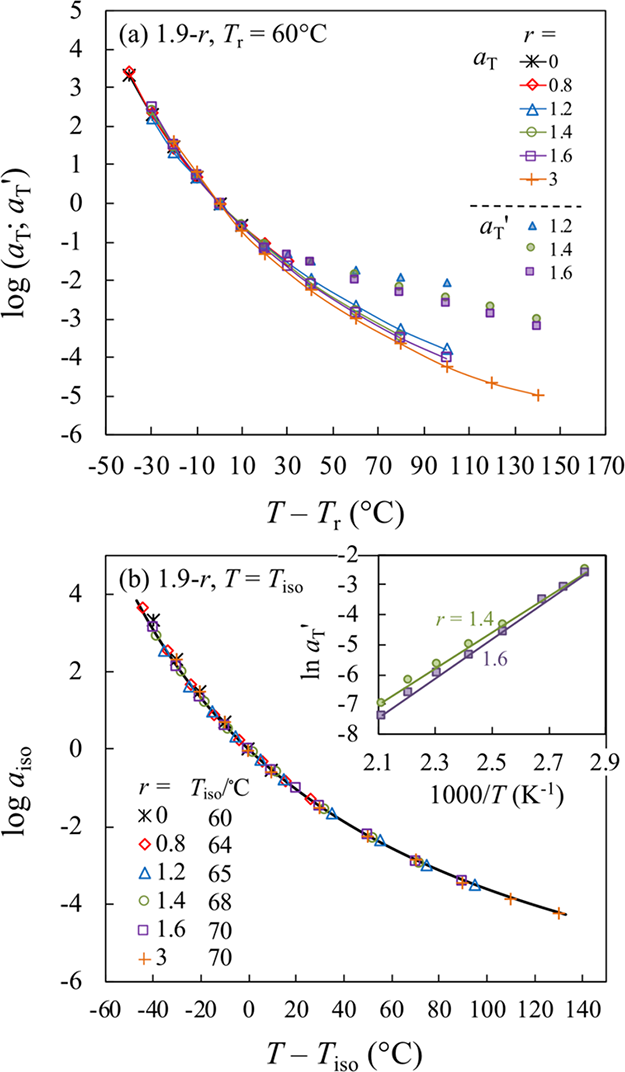 (a) 1.9-r, Tr = 60°C
r =
aT
0
0.8
1.2
1.4
1.6
3
aT'
1.2
1.4
1.6
log (aT; aT')
5
4
3
2
1
0
-1
-2
-3
-4
-5
-6
-50 -30 -10 10 30 50 70 90 110 130 150 170
T – Tr (°C)
(b) 1.9-r, T = Tiso
log aiso
4
2
0
-2
-4
-6
r = Tiso/°C
0 60
0.8 64
1.2 65
1.4 68
1.6 70
3 70
ln aT'
-2
-3
-4
-5
-6
-7
-8
r = 1.4
1.6
2.1 2.3 2.5 2.7 2.9
1000/T (K-1)
-60 -40 -20 0 20 40 60 80 100 120 140
T – Tiso (°C)